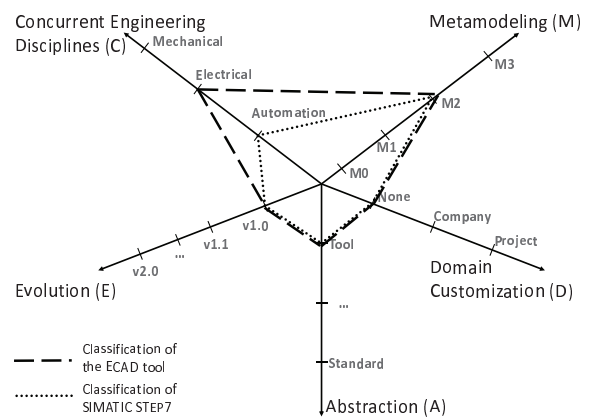 Concurrent Engineering
Disciplines (C)
Metamodeling (M)
Mechanical
M3
Electrical
M2
Automation
M1
M0
None
Company
v1.0
Project
v1.1
Tool
...
v2.0
Domain
Customization (D)
Evolution (E)
...
Classification of
the ECAD tool
Standard
Classification of
SIMATIC STEP7
Abstraction (A)